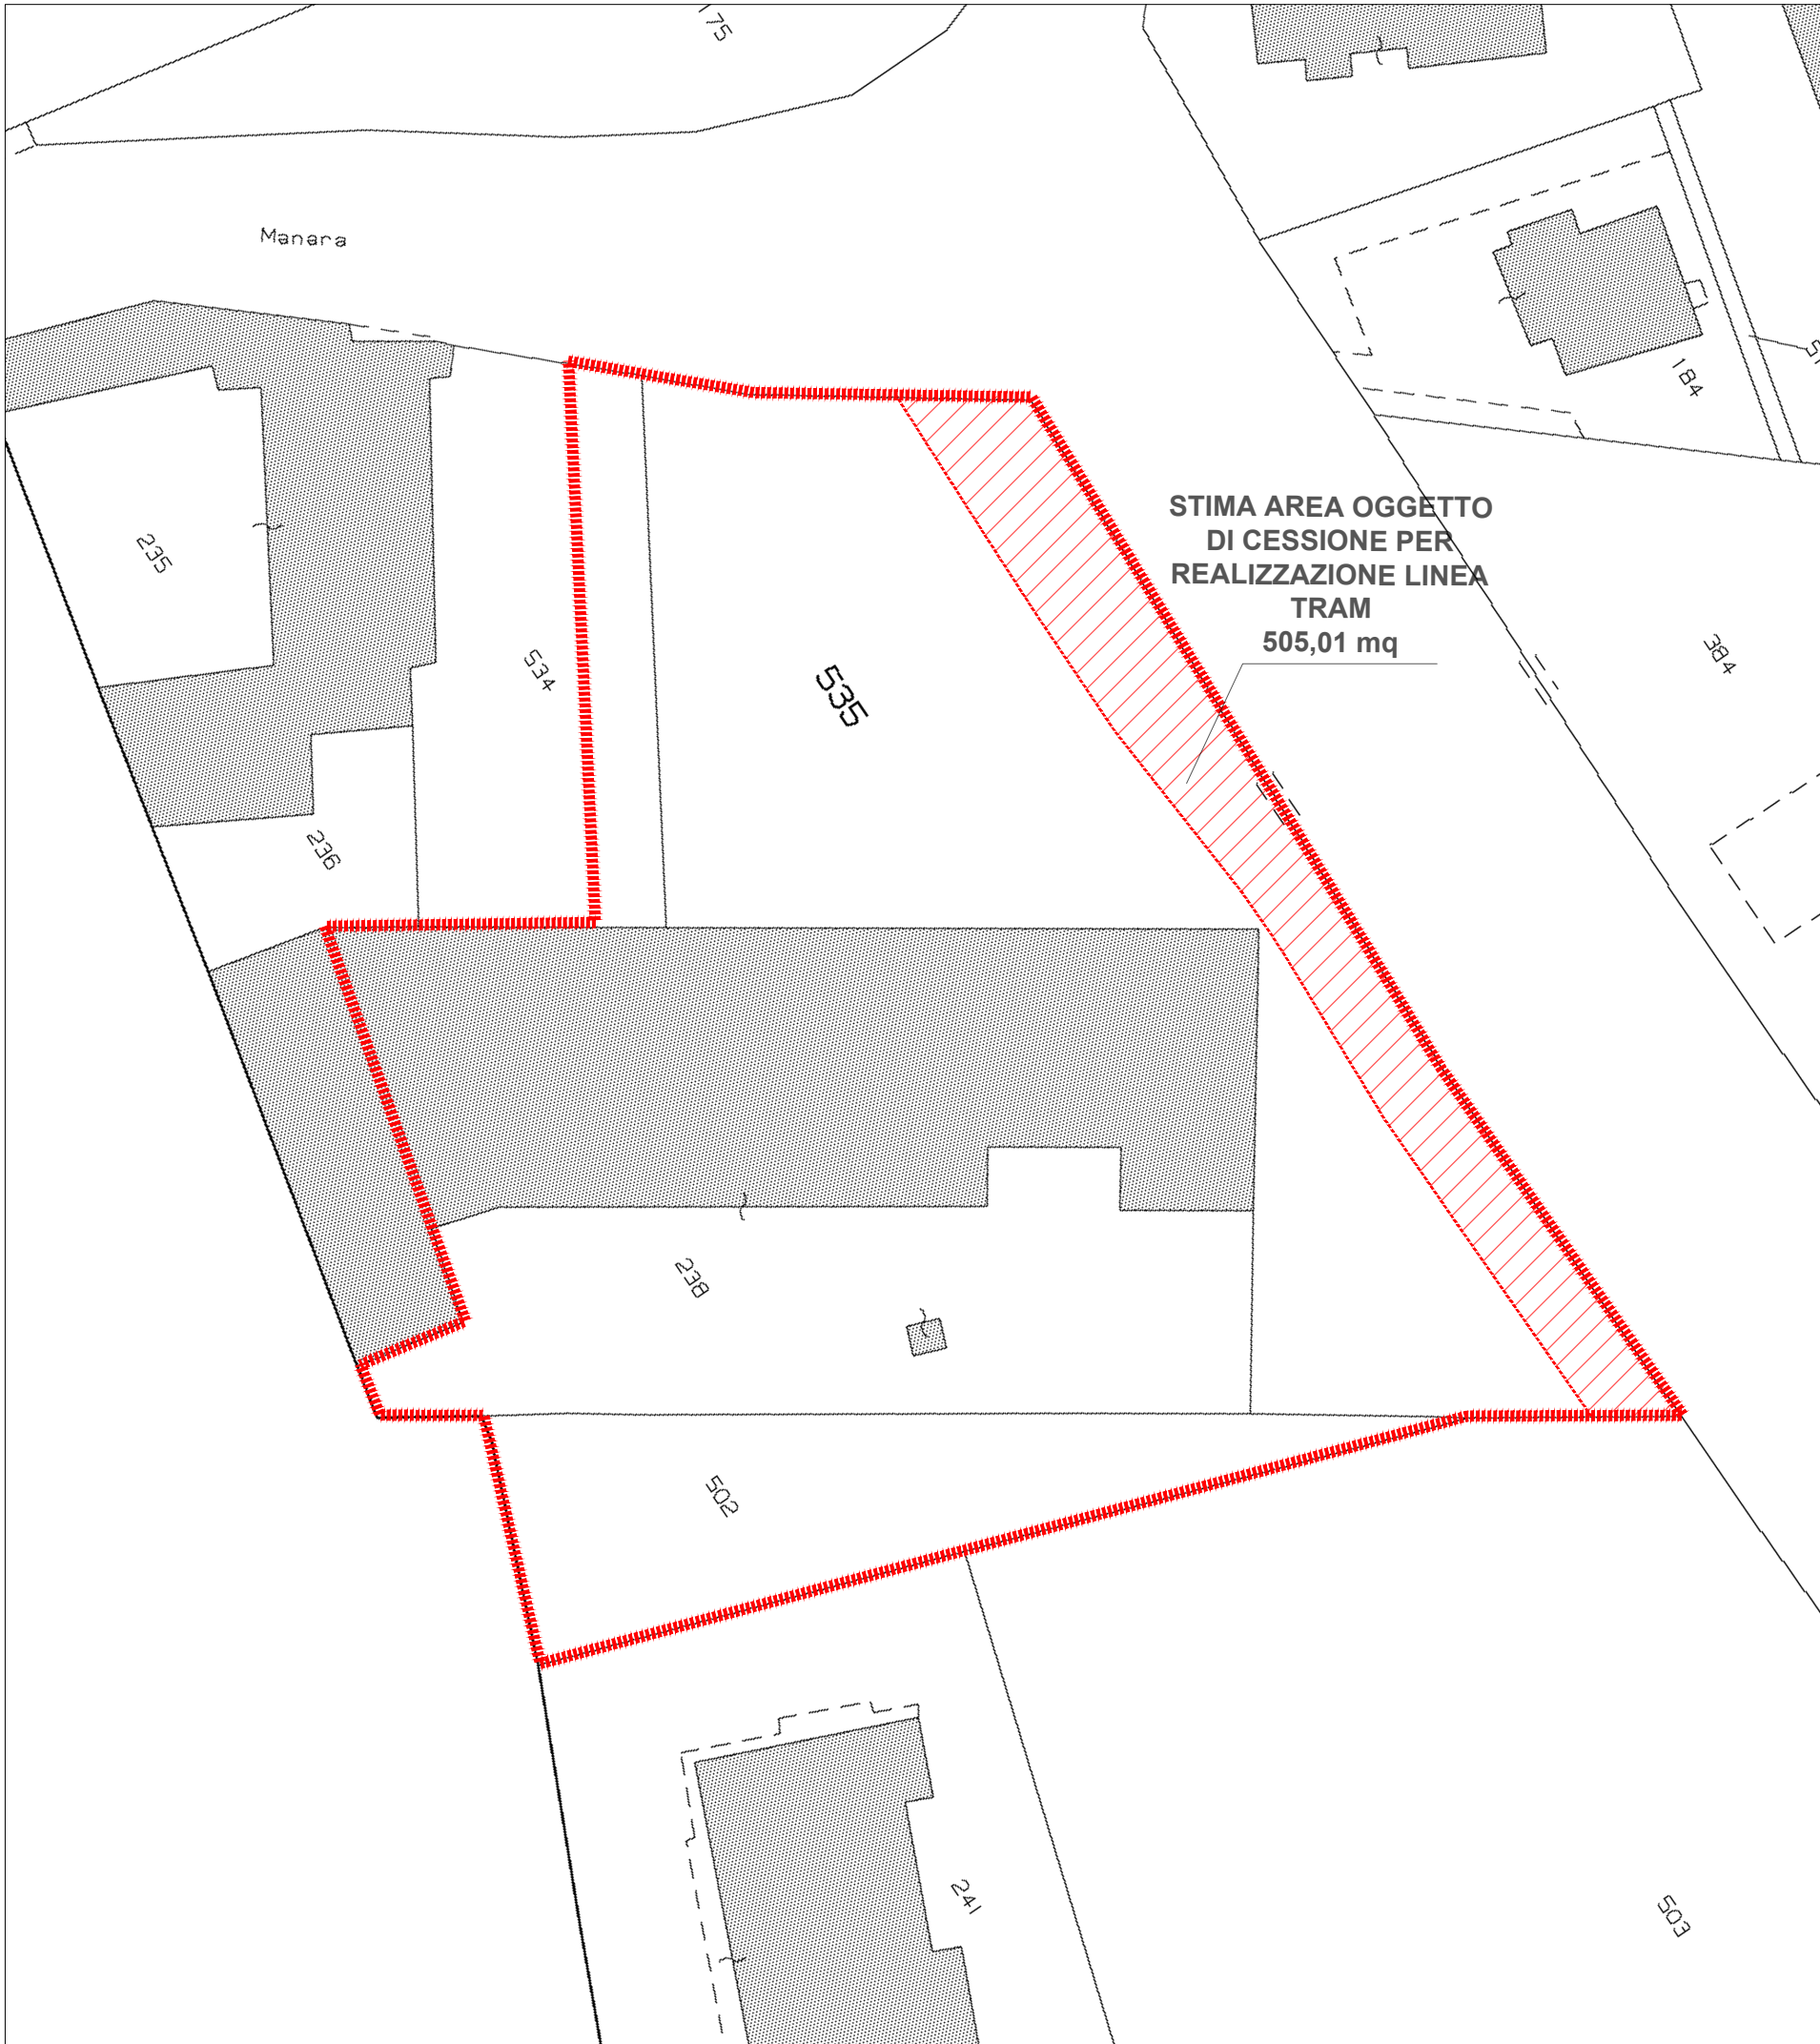 175
Manara
184
STIMA AREA OGGETTO
DI CESSIONE PER
REALIZZAZIONE LINEA
TRAM
505,01 mq
235
534
535
384
236
238
502
241
503